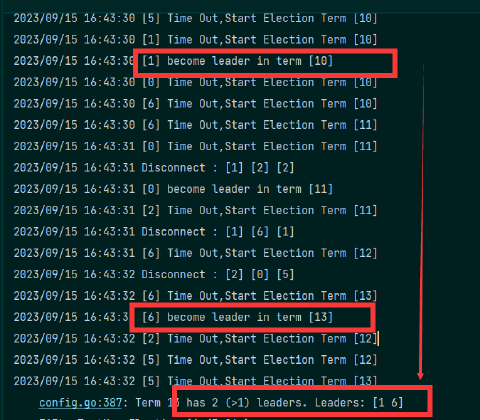 2023/09/15 16:43:30 [5] Time Out,Start Election Term [10]
2023/09/15 16:43:30 [1] Time Out,Start Election Term [10]
2023/09/15 16:43:30 [1] become leader in term [10]
2023/09/15 16:43:30 [0] Time Out,Start Election Term [10]
2023/09/15 16:43:30 [6] Time Out,Start Election Term [10]
2023/09/15 16:43:31 [6] Time Out,Start Election Term [11]
2023/09/15 16:43:31 [0] Time Out,Start Election Term [11]
2023/09/15 16:43:31 Disconnect : [1] [2] [2]
2023/09/15 16:43:31 [0] become leader in term [11]
2023/09/15 16:43:31 [2] Time Out,Start Election Term [11]
2023/09/15 16:43:31 Disconnect : [1] [6] [1]
2023/09/15 16:43:31 [6] Time Out,Start Election Term [12]
2023/09/15 16:43:32 Disconnect : [2] [0] [5]
2023/09/15 16:43:32 [6] Time Out,Start Election Term [13]
2023/09/15 16:43:32 [6] become leader in term [13]
2023/09/15 16:43:32 [2] Time Out,Start Election Term [12]
2023/09/15 16:43:32 [5] Time Out,Start Election Term [12]
2023/09/15 16:43:32 [5] Time Out,Start Election Term [13]
config.go:387: Term 13 has 2 (>1) leaders. Leaders: [1 6]